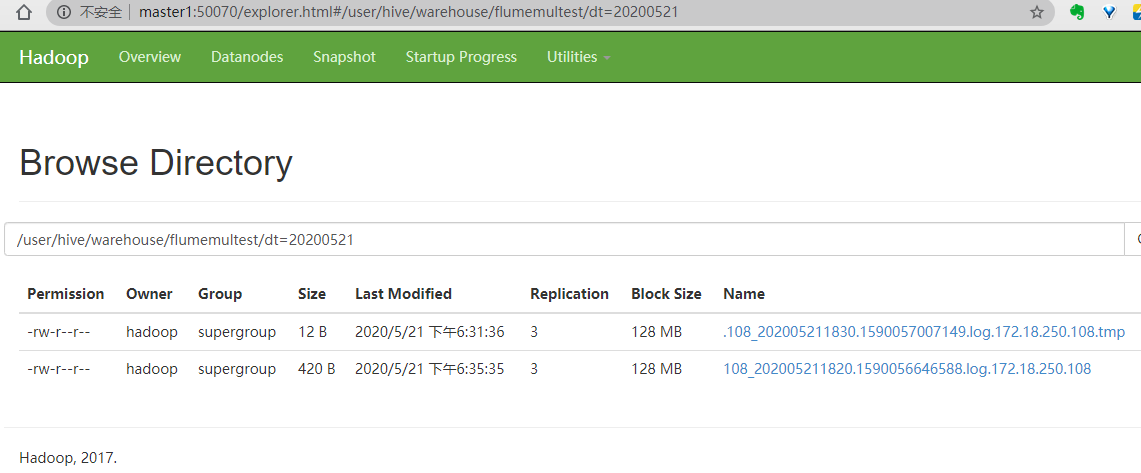 不安全 master1:50070/explorer.html#/user/hive/warehouse/flumemultest/dt=20200521
Hadoop Overview Datanodes Snapshot Startup Progress Utilities
Browse Directory
/user/hive/warehouse/flumemultest/dt=20200521
Permission Owner Group Size Last Modified Replication Block Size Name
-rw-r--r-- hadoop supergroup 12 B 2020/5/21 下午6:31:36 3 128 MB .108_202005211830.1590057007149.log.172.18.250.108.tmp
-rw-r--r-- hadoop supergroup 420 B 2020/5/21 下午6:35:35 3 128 MB 108_202005211820.1590056646588.log.172.18.250.108
Hadoop, 2017.